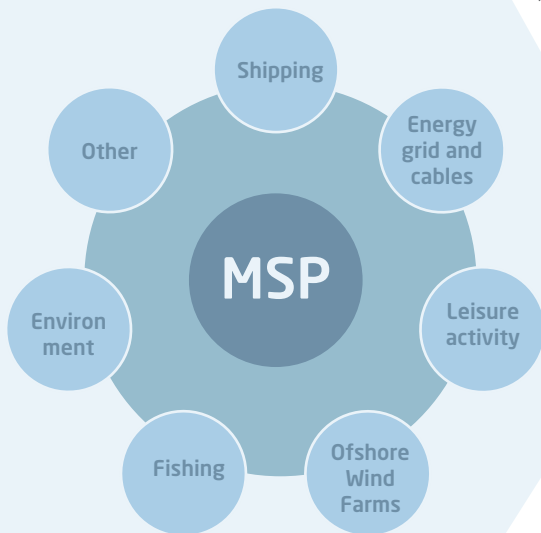 Shipping
Energy
grid and
cables
Other
MSP
Leisure
activity
Environ
ment
Fishing
Ofshore
Wind
Farms